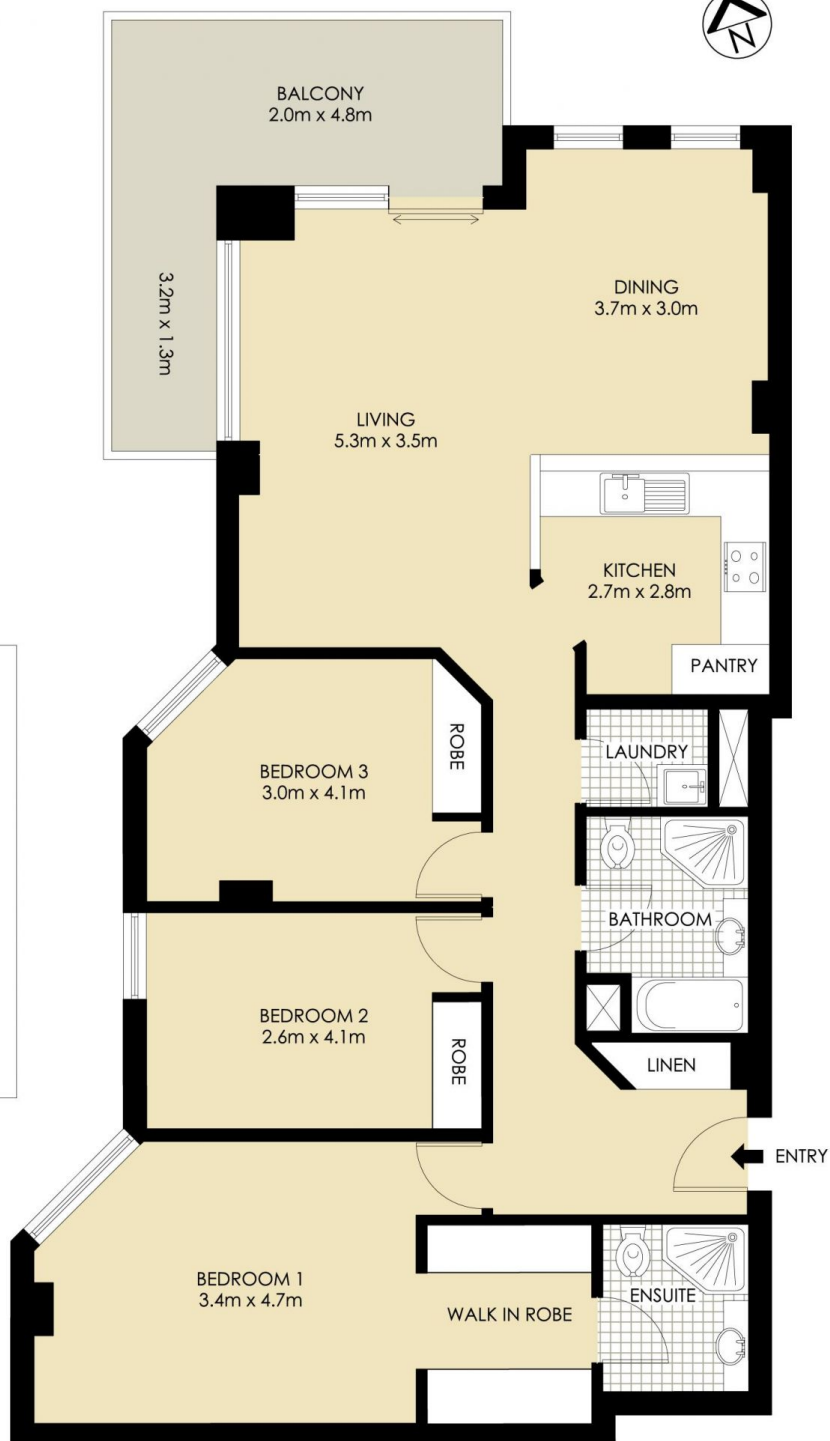 N
BALCONY
2.0m x 4.8m
3.2m x 1.3m
DINING
3.7m x 3.0m
LIVING
5.3m x 3.5m
KITCHEN
2.7m x 2.8m
PANTRY
LAUNDRY
ROBE
BEDROOM 3
3.0m x 4.1m
BATHROOM
BEDROOM 2
2.6m x 4.1m
ROBE
LINEN
ENTRY
BEDROOM 1
3.4m x 4.7m
WALK IN ROBE
ENSUITE